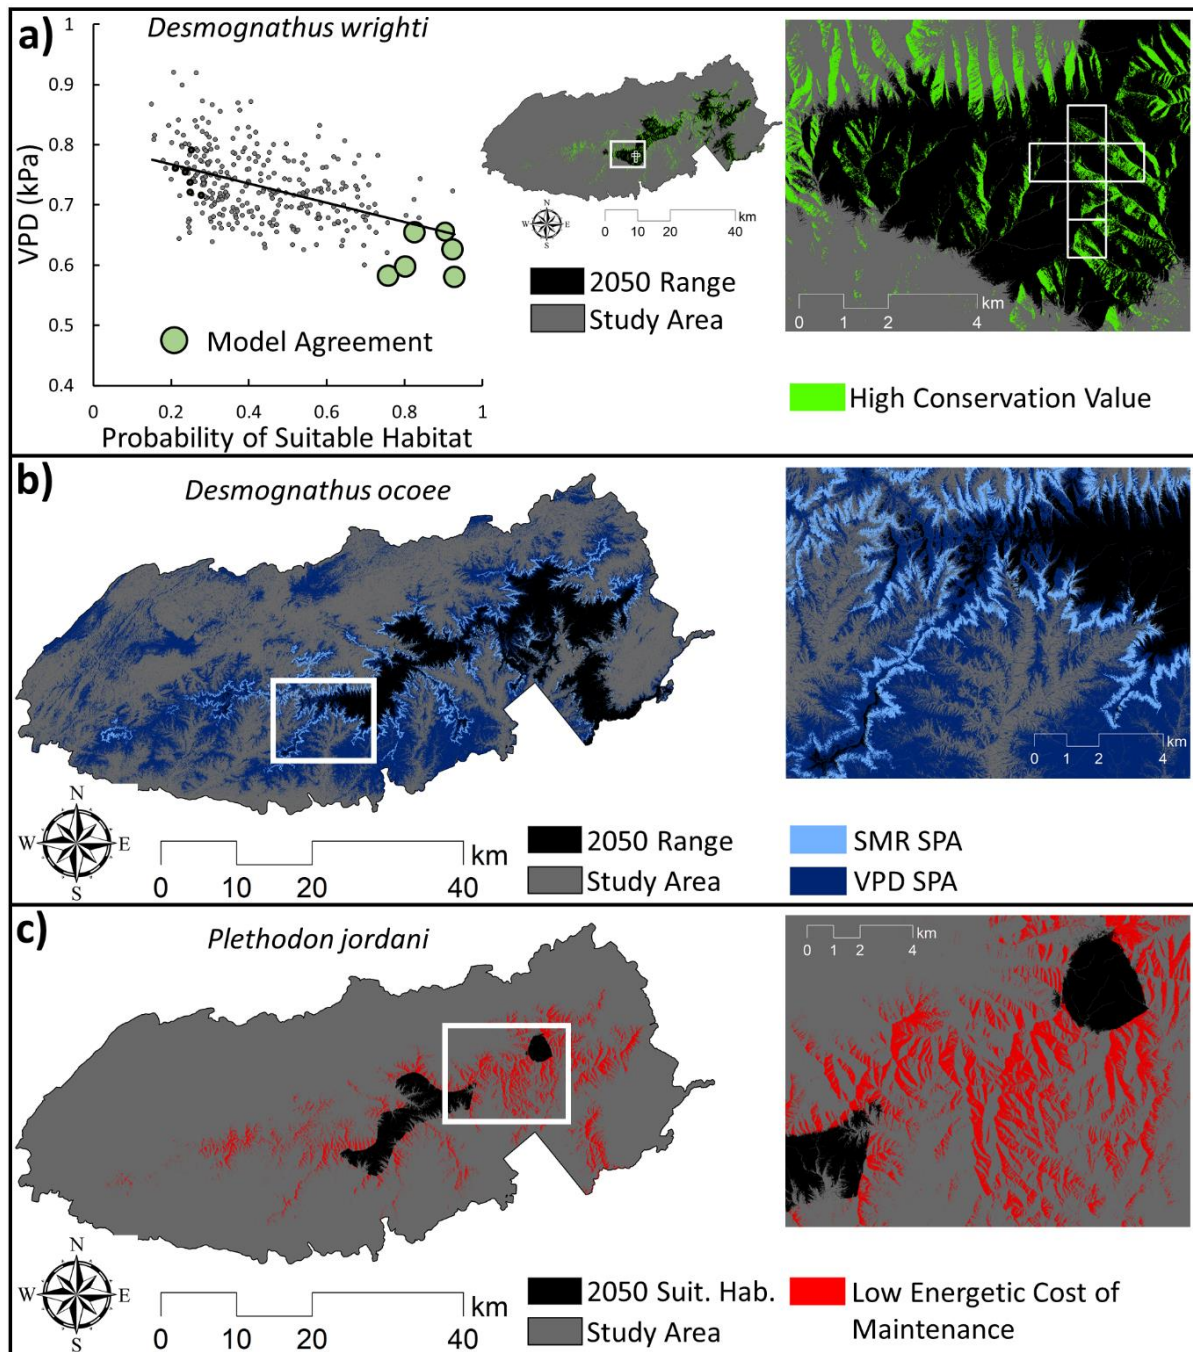 a)
Desmognathus wrighti
VPD (kPa)
1
0.9
0.8
0.7
0.6
0.5
0.4
0 0.2 0.4 0.6 0.8 1
Probability of Suitable Habitat
Model Agreement
N
W E
S
0 10 20 40
km
2050 Range
Study Area
km
0 1 2 4
High Conservation Value
b)
Desmognathus ocoee
N
W E
S
km
0 10 20 40
2050 Range
Study Area
km
0 1 2 4
SMR SPA
VPD SPA
c)
Plethodon jordani
N
W E
S
km
0 10 20 40
2050 Suit. Hab.
Study Area
km
0 1 2 4
Low Energetic Cost of
Maintenance